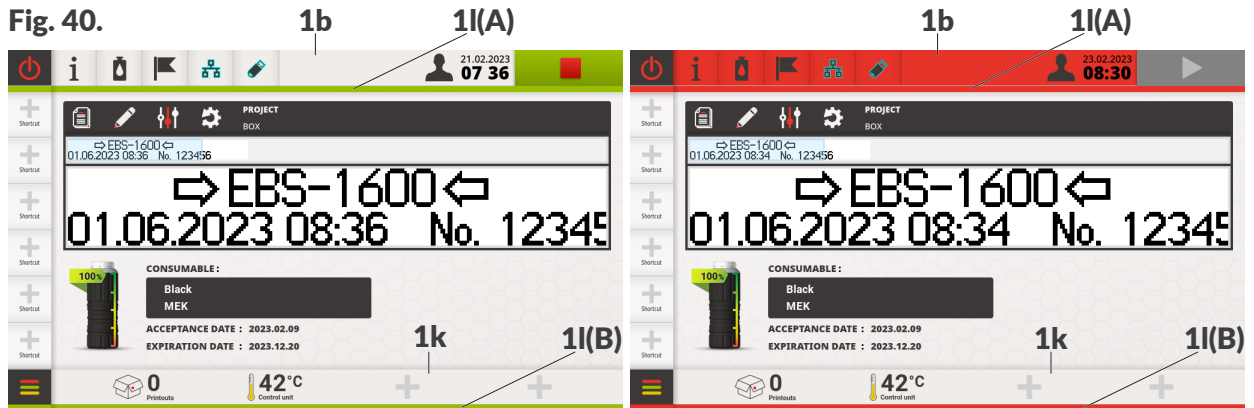 Fig. 40.
1b
1l(A)
i
21.02.2023
07 36
Shortcut
Shortcut
Shortcut
Shortcut
Shortcut
Shortcut
PROJECT
BOX
⇨EBS-1600⇦
01.06.2023 08:36 No. 123456
⇨EBS-1600⇦
01.06.2023 08:36 No. 12345
100%
CONSUMABLE:
Black
MEK
ACCEPTANCE DATE : 2023.02.09
EXPIRATION DATE : 2023.12.20
1k
1l(B)
0
Printouts
42°C
Control unit
1b
1l(A)
i
23.02.2023
08:30
Shortcut
Shortcut
Shortcut
Shortcut
Shortcut
Shortcut
PROJECT
BOX
⇨EBS-1600⇦
01.06.2023 08:34 No. 123456
⇨EBS-1600⇦
01.06.2023 08:34 No. 12345
100%
CONSUMABLE:
Black
MEK
ACCEPTANCE DATE : 2023.02.09
EXPIRATION DATE : 2023.12.20
1k
1l(B)
0
Printouts
42°C
Control unit